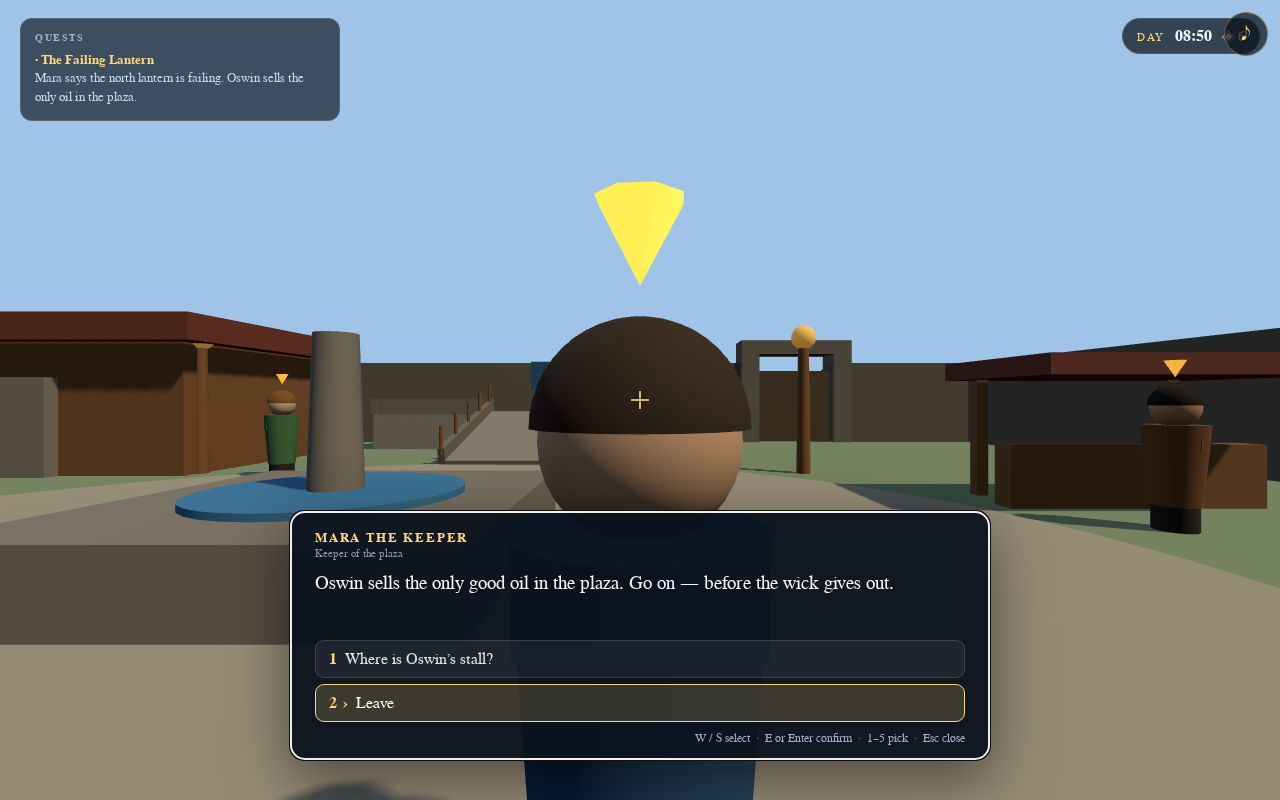 QUESTS
· The Failing Lantern
Mara says the north lantern is failing. Oswin sells the
only oil in the plaza.
DAY 08:50
MARA THE KEEPER
Keeper of the plaza
Oswin sells the only good oil in the plaza. Go on — before the wick gives out.
1 Where is Oswin's stall?
2 › Leave
W / S select · E or Enter confirm · 1–5 pick · Esc close